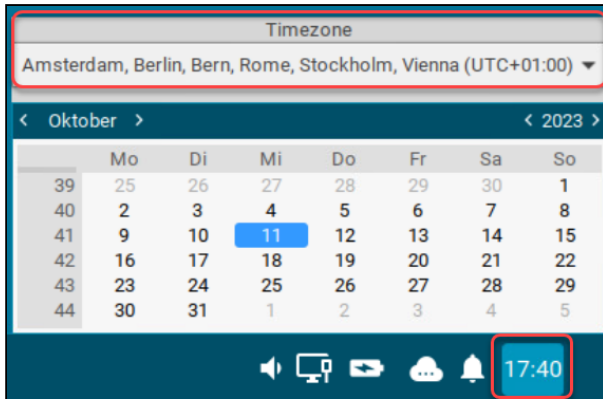 Timezone
Amsterdam, Berlin, Bern, Rome, Stockholm, Vienna (UTC+01:00)
< Oktober > < 2023 >
Mo Di Mi Do Fr Sa So
39 25 26 27 28 29 30 1
40 2 3 4 5 6 7 8
41 9 10 11 12 13 14 15
42 16 17 18 19 20 21 22
43 23 24 25 26 27 28 29
44 30 31 1 2 3 4 5
17:40